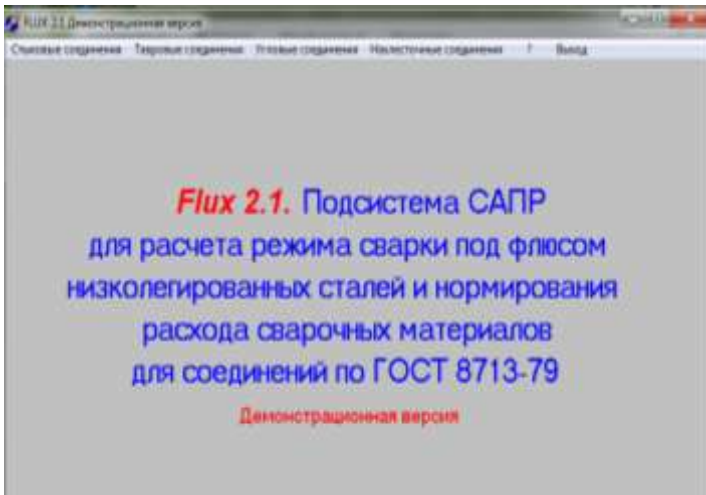 FLUX 2.1 Демонстрационная версия
Стыковые соединения Тавровые соединения Угловые соединения Нахлесточные соединения ? Выход
Flux 2.1. Подсистема САПР
для расчета режима сварки под флюсом
низколегированных сталей и нормирования
расхода сварочных материалов
для соединений по ГОСТ 8713-79
Демонстрационная версия